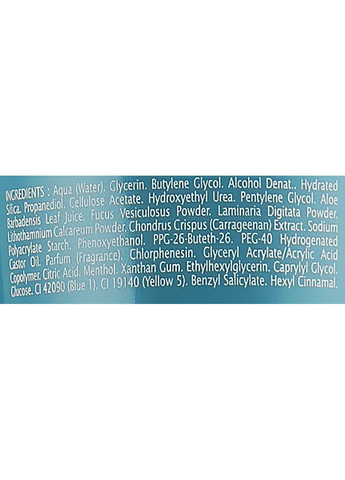 INGREDIENTS : Aqua (Water). Glycerin. Butylene Glycol. Alcohol Denat.. Hydrated
Silica. Propanediol. Cellulose Acetate. Hydroxyethyl Urea. Pentylene Glycol. Aloe
Barbadensis Leaf Juice. Fucus Vesiculosus Powder. Laminaria Digitata Powder.
Lithothamnium Calcareum Powder. Chondrus Crispus (Carrageenan) Extract. Sodium
Polyacrylate Starch. Phenoxyethanol. PPG-26-Buteth-26. PEG-40 Hydrogenated
Castor Oil. Parfum (Fragrance). Chlorphenesin. Glyceryl Acrylate/Acrylic Acid
Copolymer. Citric Acid. Menthol. Xanthan Gum. Ethylhexylglycerin. Caprylyl Glycol.
Glucose. CI 42090 (Blue 1). CI 19140 (Yellow 5). Benzyl Salicylate. Hexyl Cinnamal.